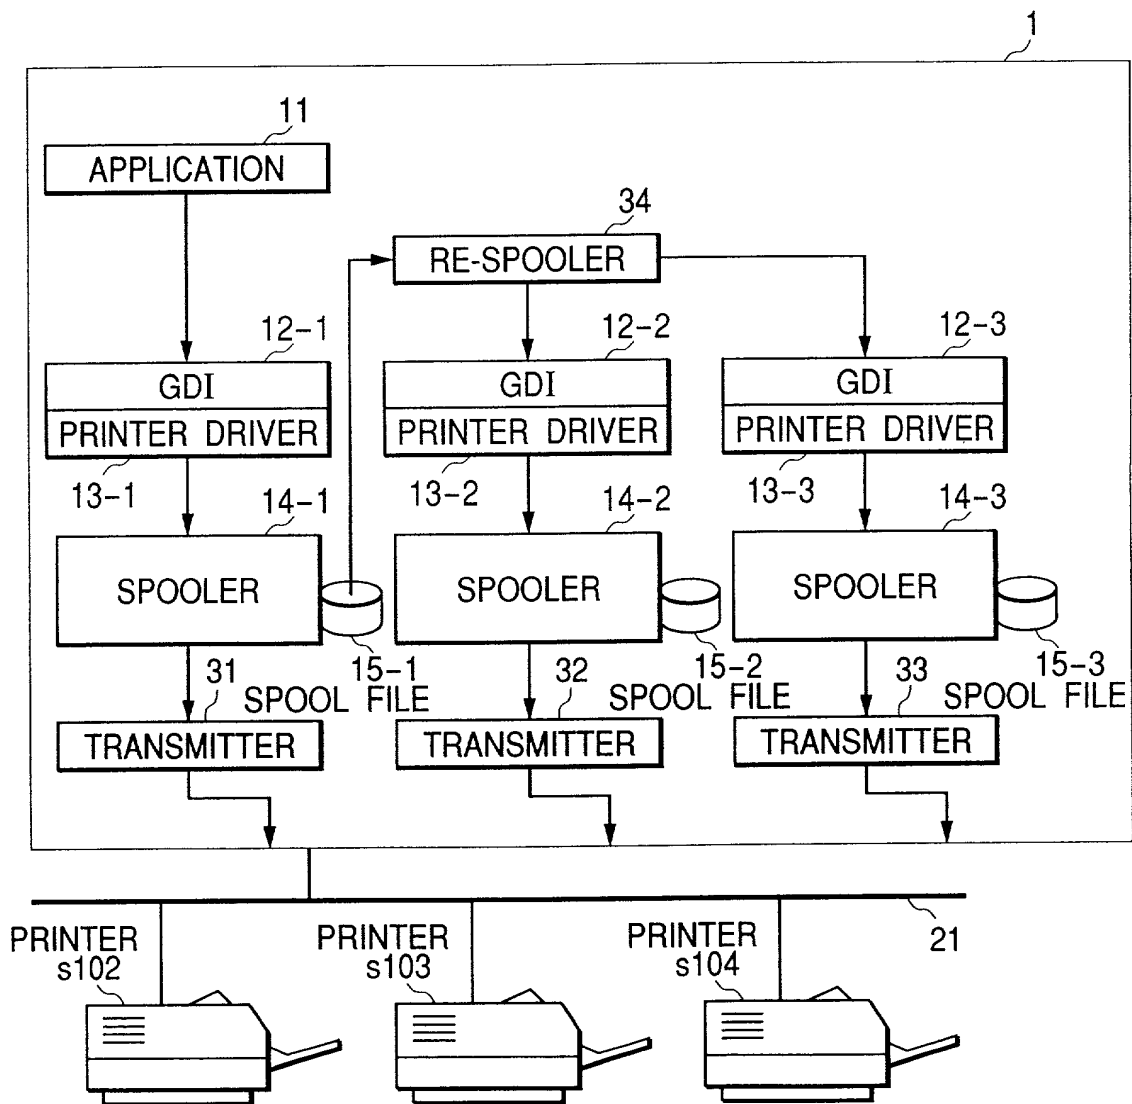 1
11
APPLICATION
34
RE-SPOOLER
12-1
12-2
12-3
GDI
GDI
GDI
PRINTER DRIVER
PRINTER DRIVER
PRINTER DRIVER
13-1
13-2
13-3
14-1
14-2
14-3
SPOOLER
SPOOLER
SPOOLER
15-1
15-2
15-3
31
SPOOL FILE
32
SPOOL FILE
33
SPOOL FILE
TRANSMITTER
TRANSMITTER
TRANSMITTER
21
PRINTER
s102
PRINTER
s103
PRINTER
s104